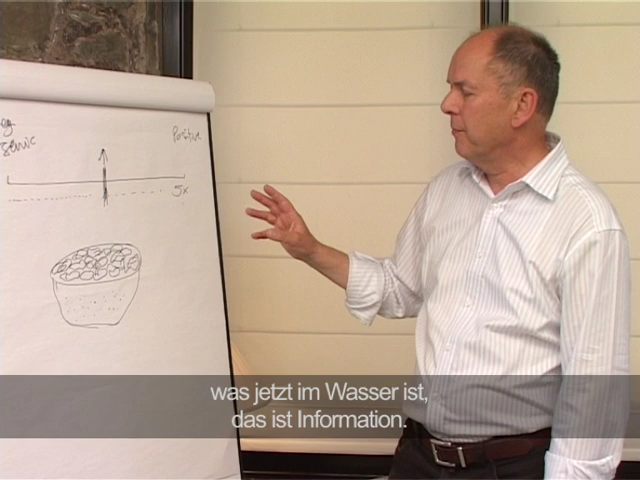 Positive
5x
was jetzt im Wasser ist,
das ist Information.